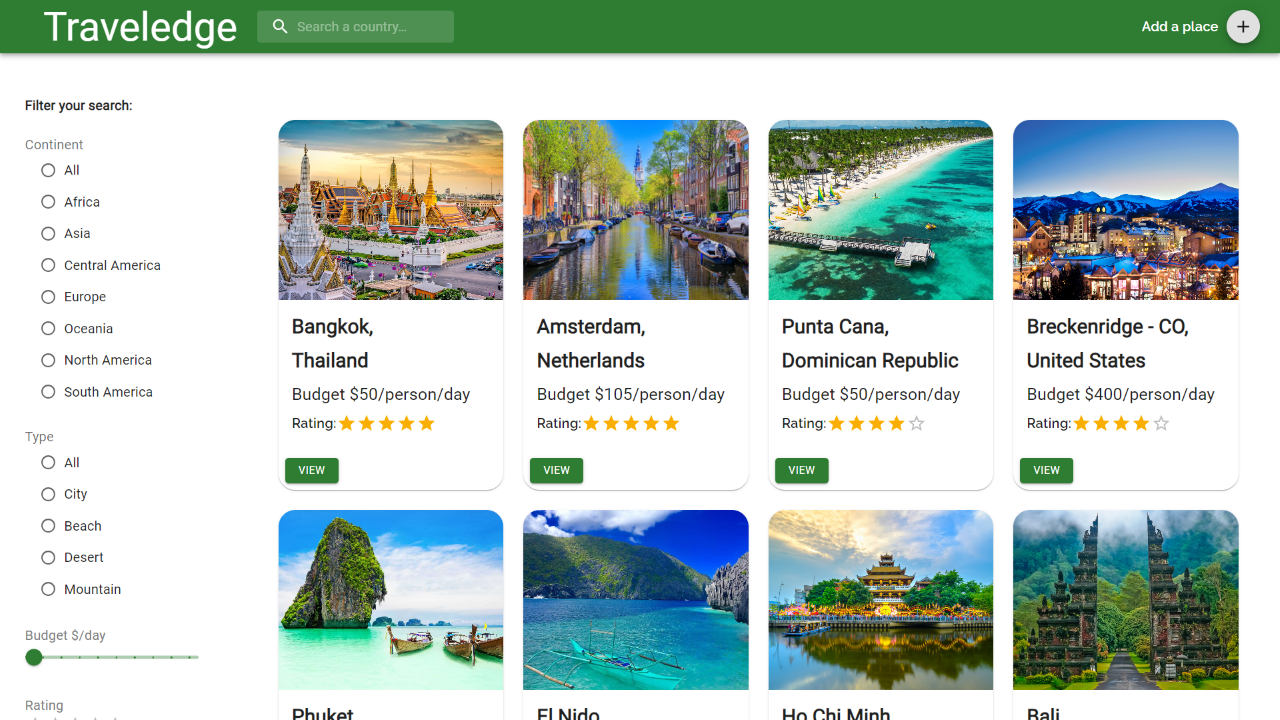 Traveledge
Search a country...
Add a place
Filter your search:
Continent
All
Africa
Asia
Central America
Europe
Oceania
North America
South America
Type
All
City
Beach
Desert
Mountain
Budget $/day
Rating
Bangkok,
Thailand
Budget $50/person/day
Rating:
VIEW
Amsterdam,
Netherlands
Budget $105/person/day
Rating:
VIEW
Punta Cana,
Dominican Republic
Budget $50/person/day
Rating:
VIEW
Breckenridge - CO,
United States
Budget $400/person/day
Rating:
VIEW
Phuket
El Nido
Ho Chi Minh
Bali